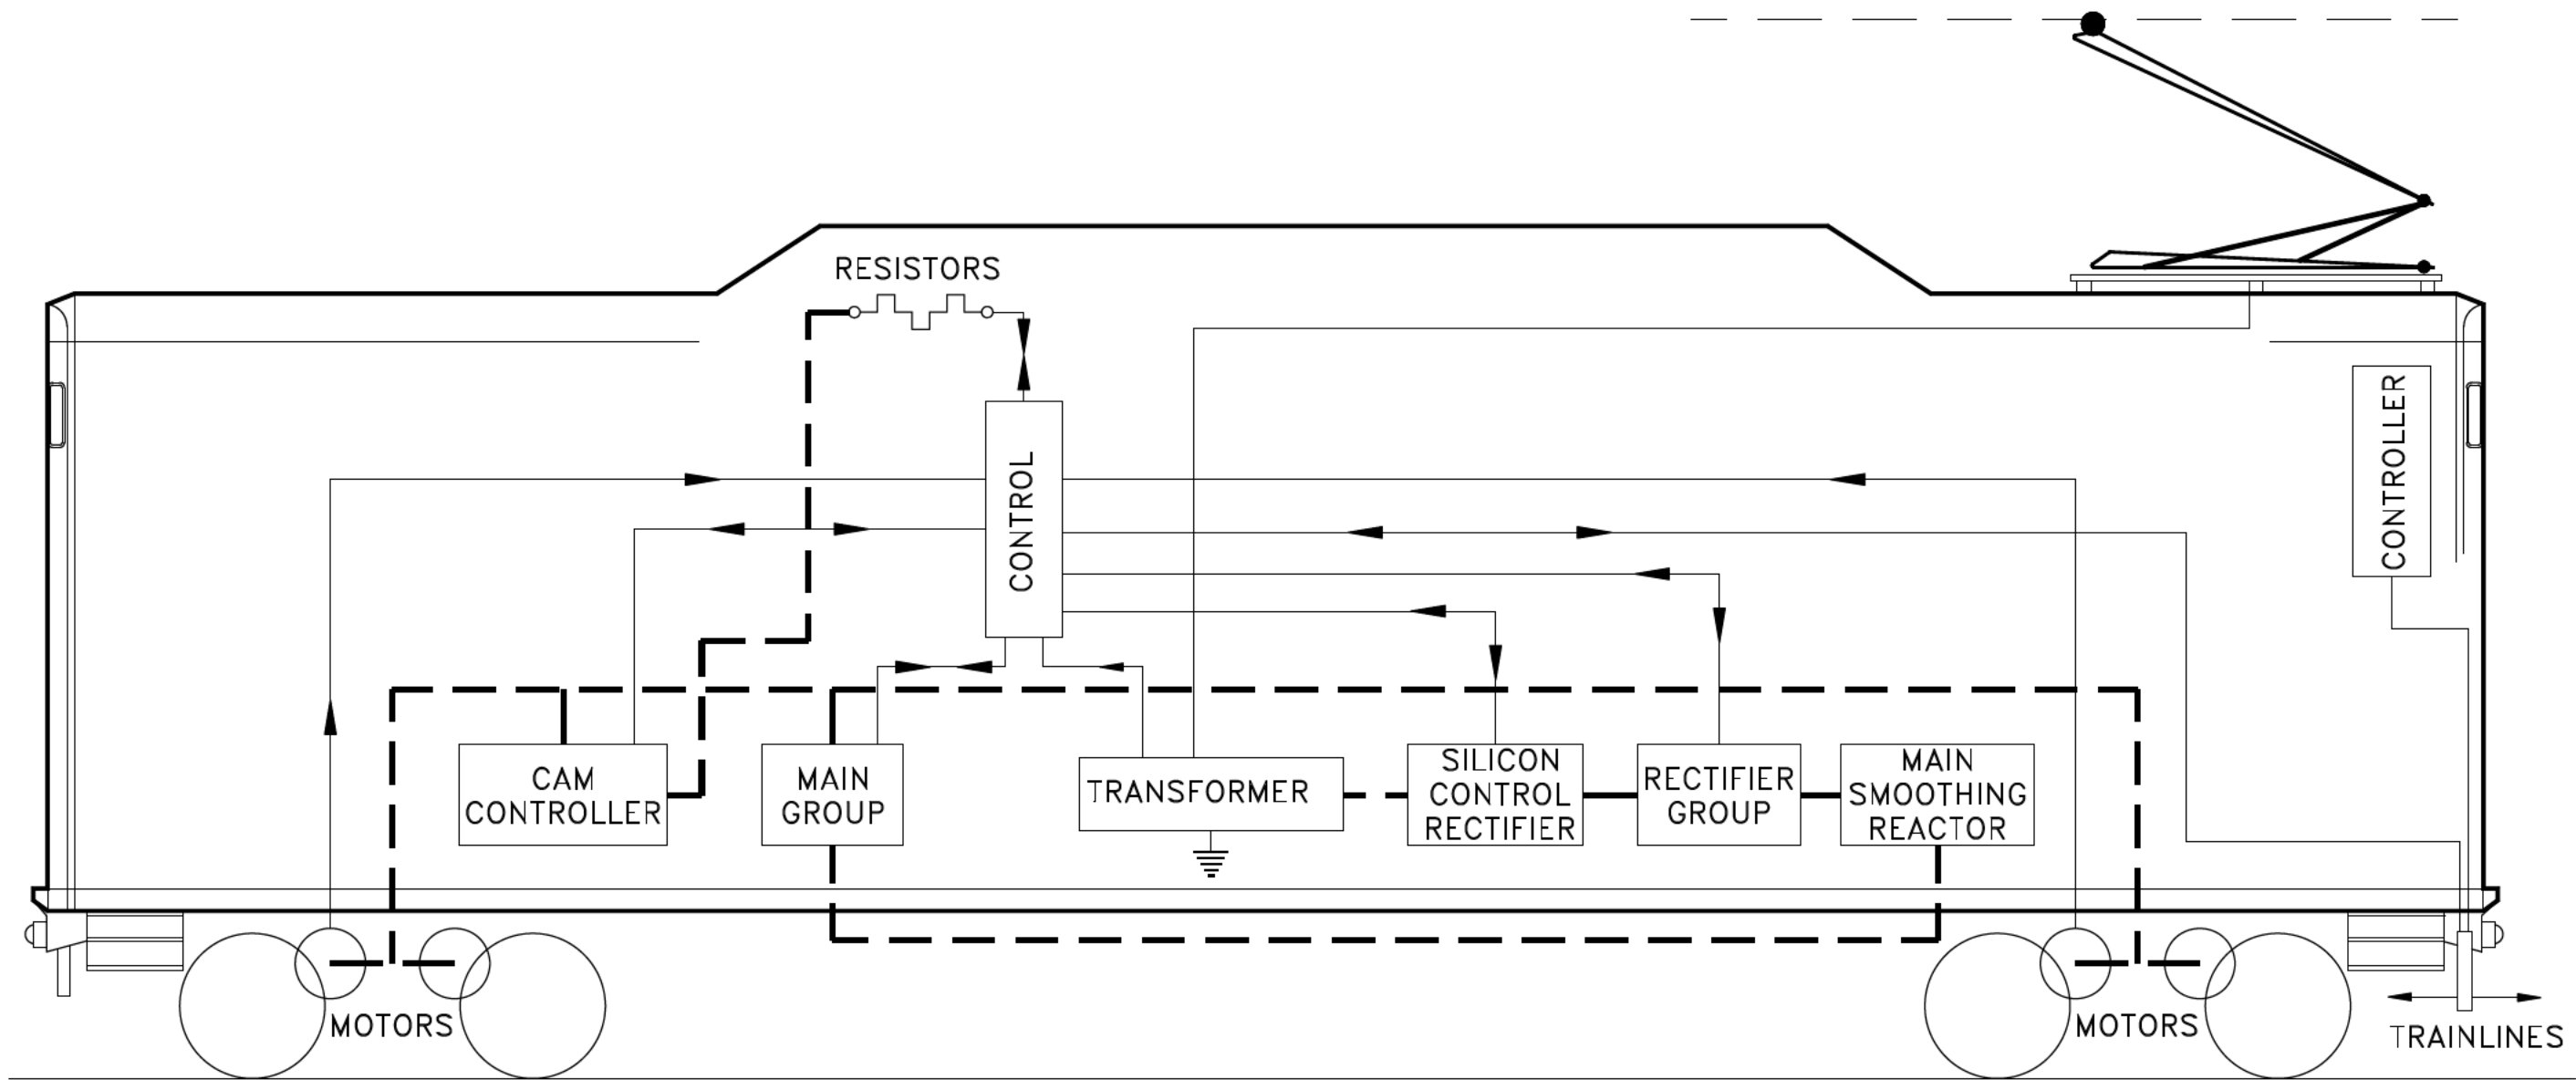 RESISTORS
CONTROL
CONTROLLER
CAM
CONTROLLER
MAIN
GROUP
TRANSFORMER
SILICON
CONTROL
RECTIFIER
RECTIFIER
GROUP
MAIN
SMOOTHING
REACTOR
MOTORS
MOTORS
TRAINLINES